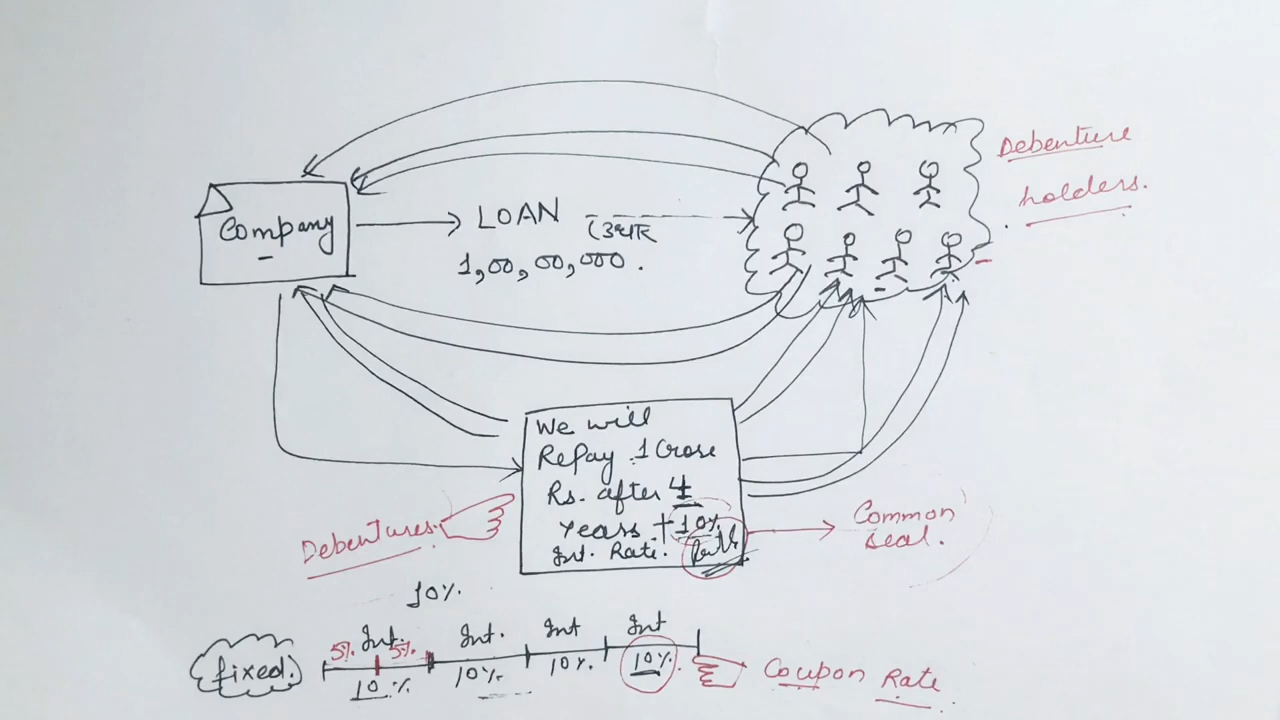 Debenture
holders.
Company
LOAN
(उधार
1,00,00,000.
We will
Repay 1 Crore
Rs. after 4
years + 10%
Int. Rate.
Common
seal.
Debentures.
10%.
Int. Int. Int Int
5%. 5%.
fixed.
10% 10% 10%. 10%.
Coupon Rate.